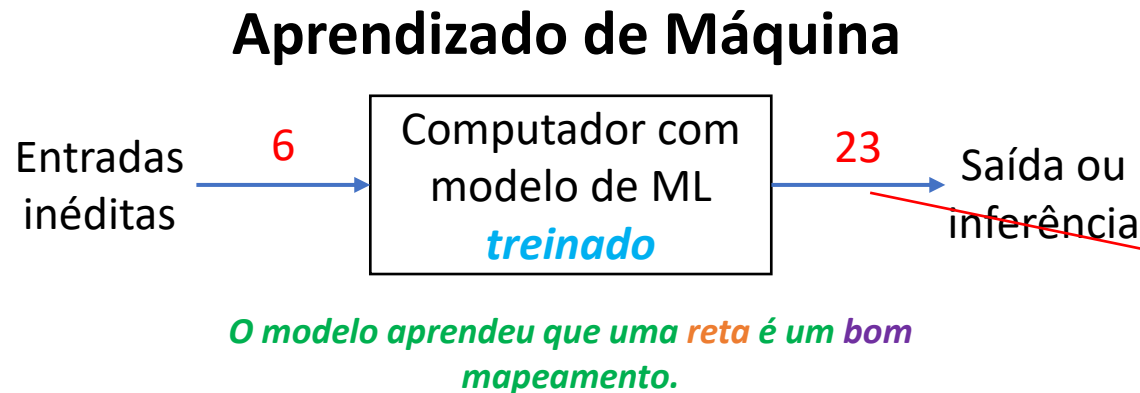 Aprendizado de Máquina
Entradas
inéditas
6
Computador com
modelo de ML
treinado
23
Saída ou
inferência
O modelo aprendeu que uma reta é um bom
mapeamento.